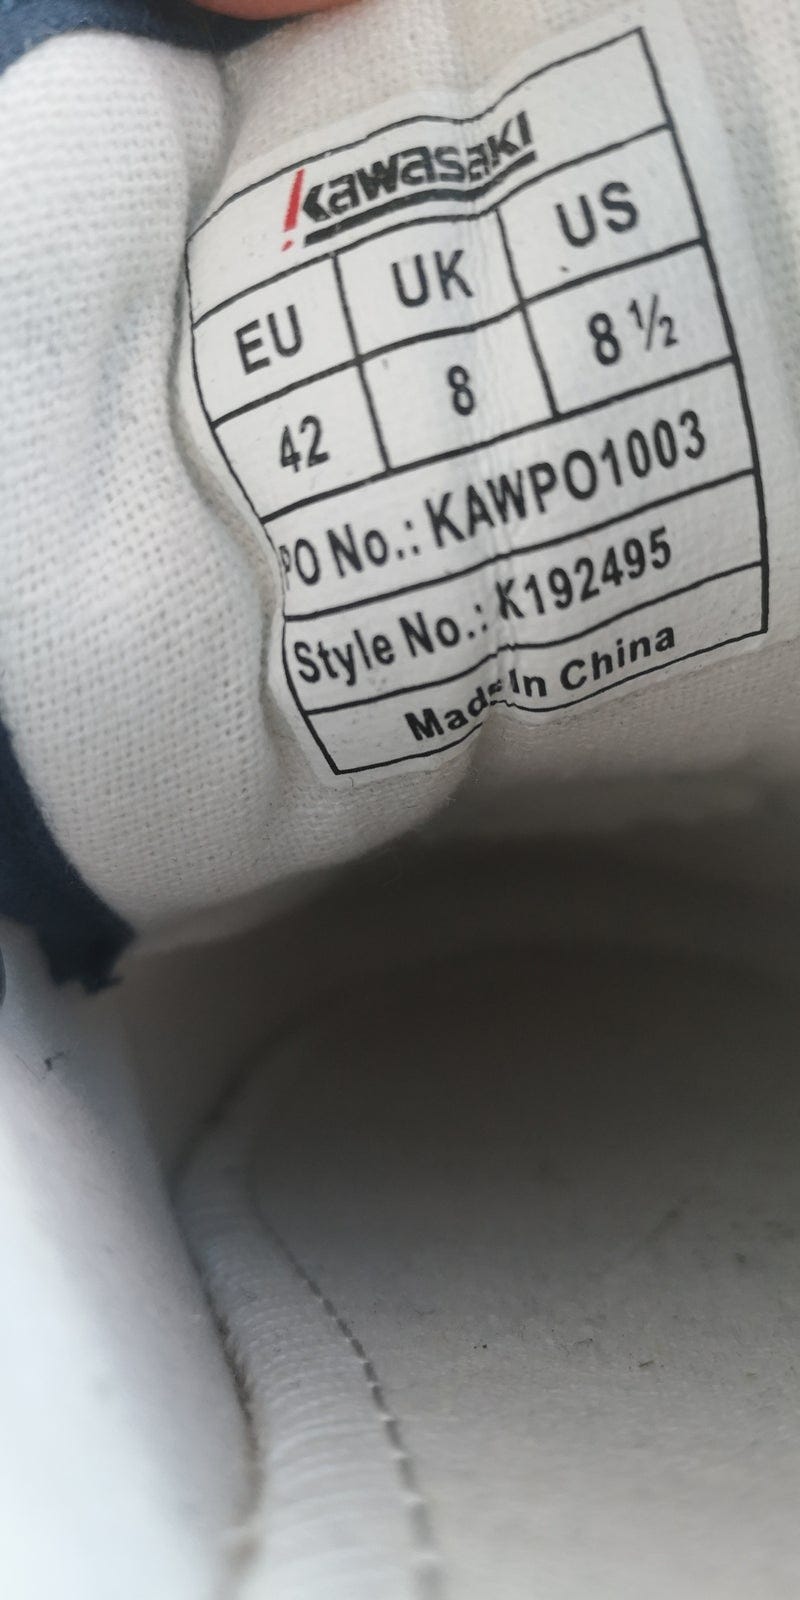 kawasaki
EU UK US
42 8 8 ½
PO No.: KAWPO1003
Style No.: K192495
Made In China